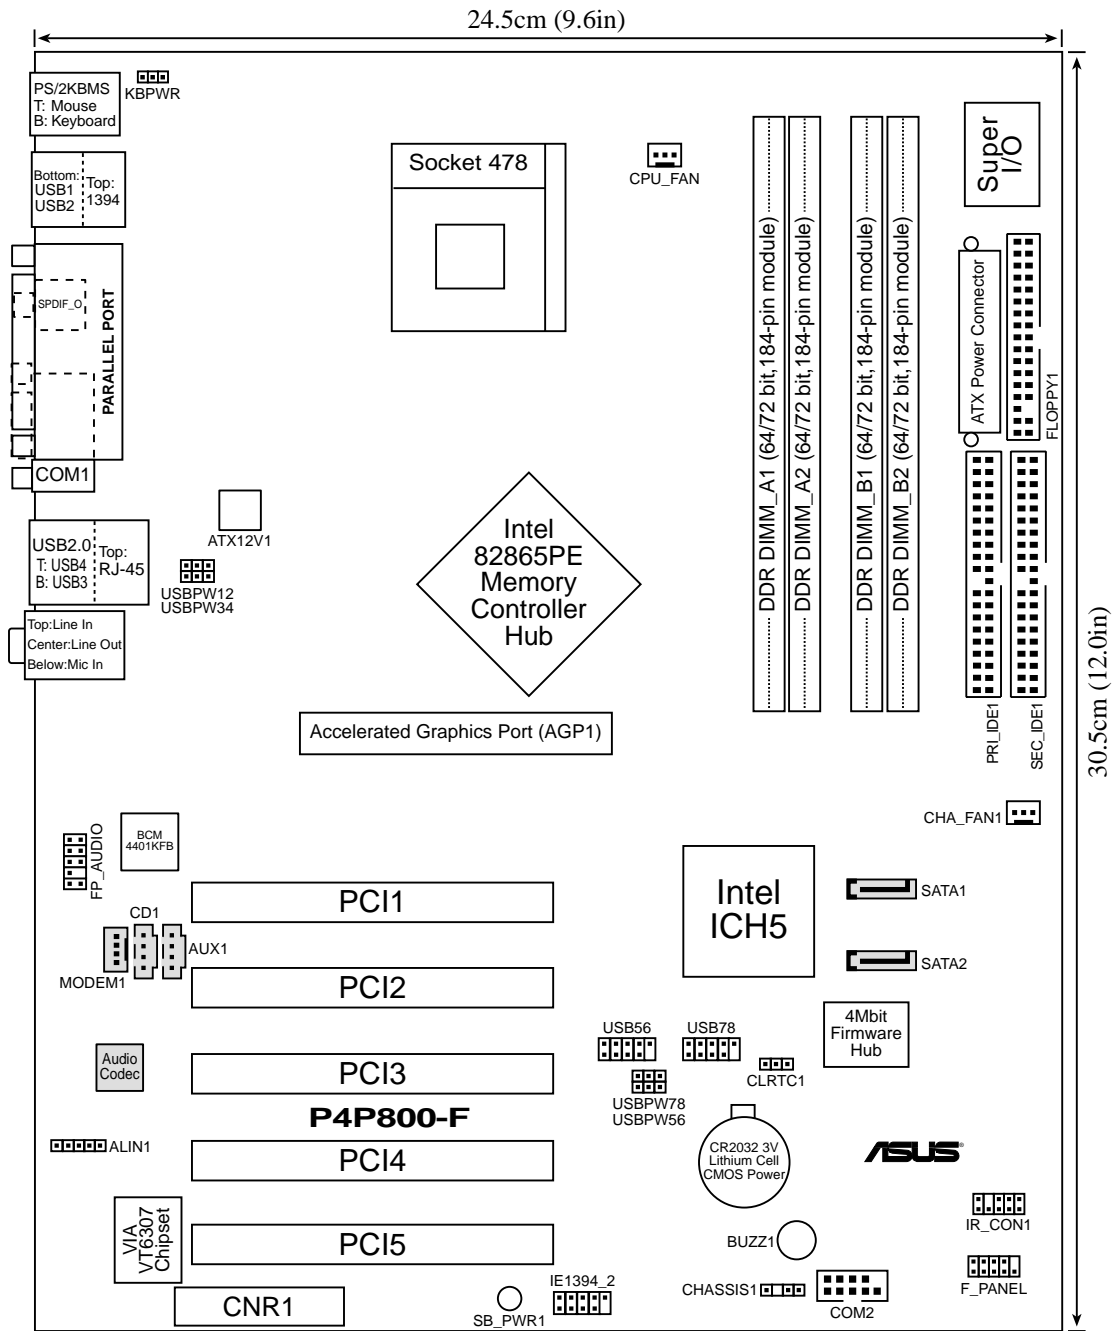 24.5cm (9.6in)
PS/2KBMS
T: Mouse
B: Keyboard
KBPWR
Bottom:
USB1
USB2
Top:
1394
Socket 478
CPU_FAN
Super
I/O
SPDIF_O
PARALLEL PORT
COM1
DDR DIMM_A1 (64/72 bit,184-pin module)
DDR DIMM_A2 (64/72 bit,184-pin module)
DDR DIMM_B1 (64/72 bit,184-pin module)
DDR DIMM_B2 (64/72 bit,184-pin module)
ATX Power Connector
FLOPPY1
ATX12V1
USB2.0
T: USB4
B: USB3
Top:
RJ-45
USBPW12
USBPW34
Intel
82865PE
Memory
Controller
Hub
Top:Line In
Center:Line Out
Below:Mic In
Accelerated Graphics Port (AGP1)
PRI_IDE1
SEC_IDE1
30.5cm (12.0in)
CHA_FAN1
FP_AUDIO
BCM
4401KFB
PCI1
Intel
ICH5
SATA1
CD1
AUX1
MODEM1
PCI2
SATA2
4Mbit
Firmware
Hub
USB56
USB78
Audio
Codec
PCI3
CLRTC1
USBPW78
USBPW56
P4P800-F
ALIN1
PCI4
CR2032 3V
Lithium Cell
CMOS Power
ASUS®
VIA
VT6307
Chipset
PCI5
BUZZ1
IR_CON1
CNR1
SB_PWR1
IE1394_2
CHASSIS1
COM2
F_PANEL